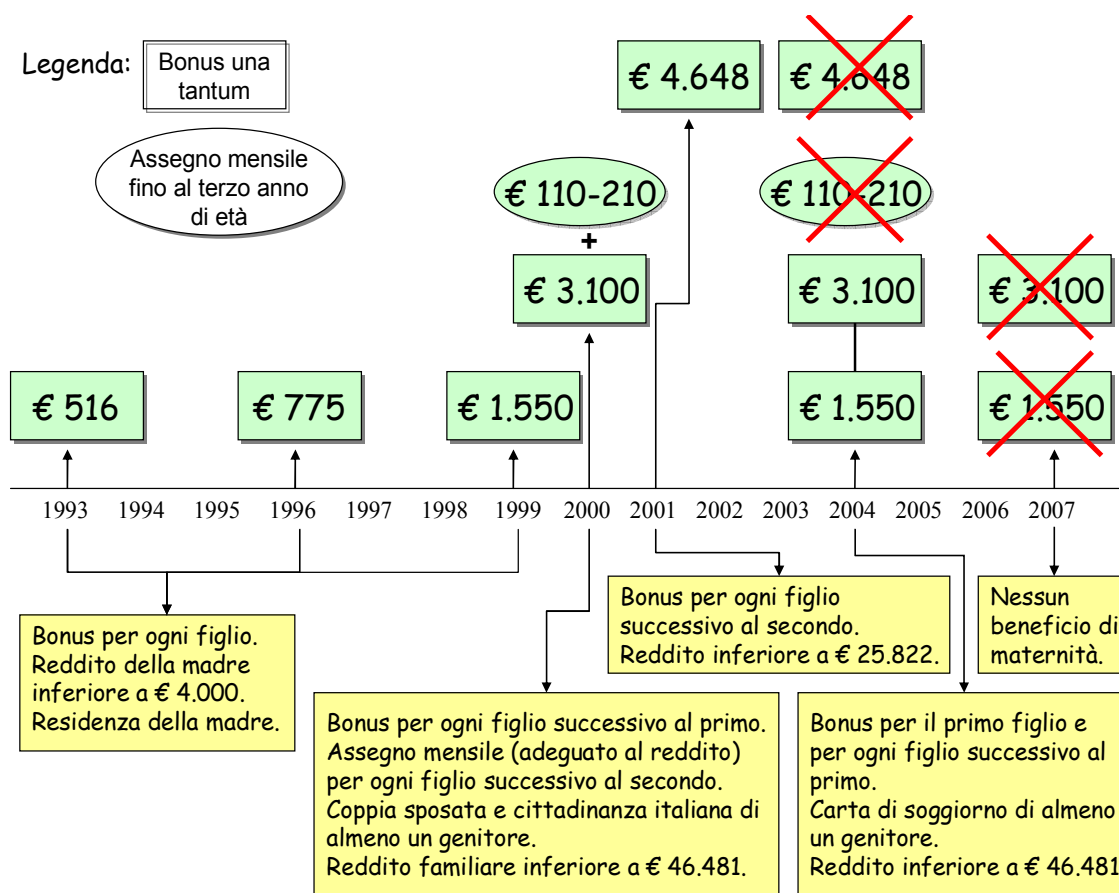 Legenda:
Bonus una
tantum
Assegno mensile
fino al terzo anno
di età
€ 4.648
€ 4.648
€ 110-210
€ 110-210
+
€ 3.100
€ 3.100
€ 3.100
€ 516
€ 775
€ 1.550
€ 1.550
€ 1.550
1993 1994 1995 1996 1997 1998 1999 2000 2001 2002 2003 2004 2005 2006 2007
Bonus per ogni figlio.
Reddito della madre
inferiore a € 4.000.
Residenza della madre.
Bonus per ogni figlio successivo al primo.
Assegno mensile (adeguato al reddito)
per ogni figlio successivo al secondo.
Coppia sposata e cittadinanza italiana di
almeno un genitore.
Reddito familiare inferiore a € 46.481.
Bonus per ogni figlio
successivo al secondo.
Reddito inferiore a € 25.822.
Bonus per il primo figlio e
per ogni figlio successivo al
primo.
Carta di soggiorno di almeno
un genitore.
Reddito inferiore a € 46.481
Nessun
beneficio di
maternità.